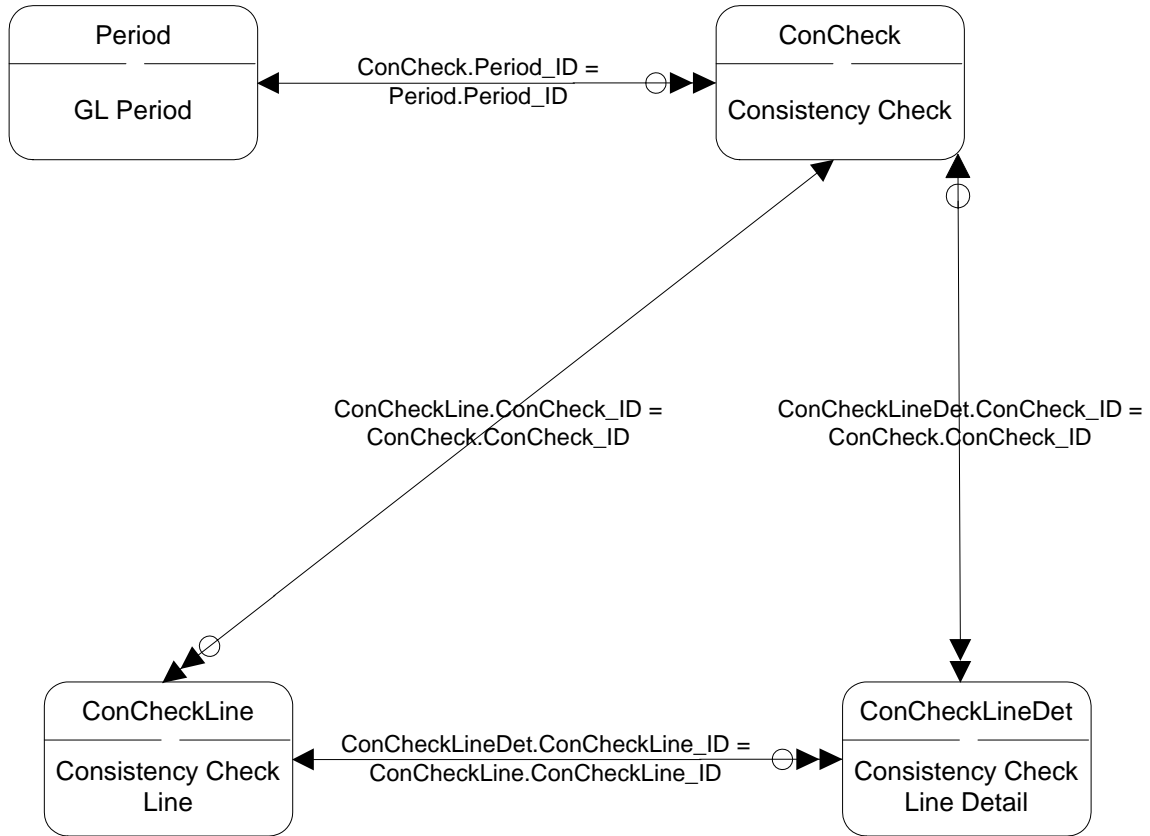 Period
GL Period
ConCheck.Period_ID =
Period.Period_ID
ConCheck
Consistency Check
ConCheckLine.ConCheck_ID =
ConCheck.ConCheck_ID
ConCheckLineDet.ConCheck_ID =
ConCheck.ConCheck_ID
ConCheckLine
Consistency Check
Line
ConCheckLineDet.ConCheckLine_ID =
ConCheckLine.ConCheckLine_ID
ConCheckLineDet
Consistency Check
Line Detail